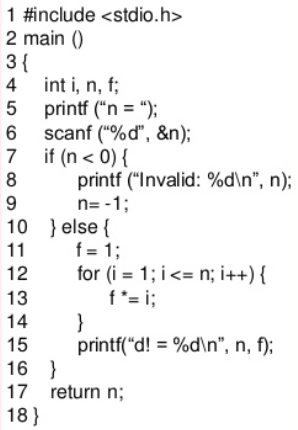 1 #include <stdio.h>
2 main ()
3 {
4 int i, n, f;
5 printf (“n = “);
6 scanf (“%d”, &n);
7 if (n < 0) {
8 printf (“Invalid: %d\n”, n);
9 n= -1;
10 } else {
11 f = 1;
12 for (i = 1; i <= n; i++) {
13 f *= i;
14 }
15 printf(“d! = %d\n”, n, f);
16 }
17 return n;
18 }